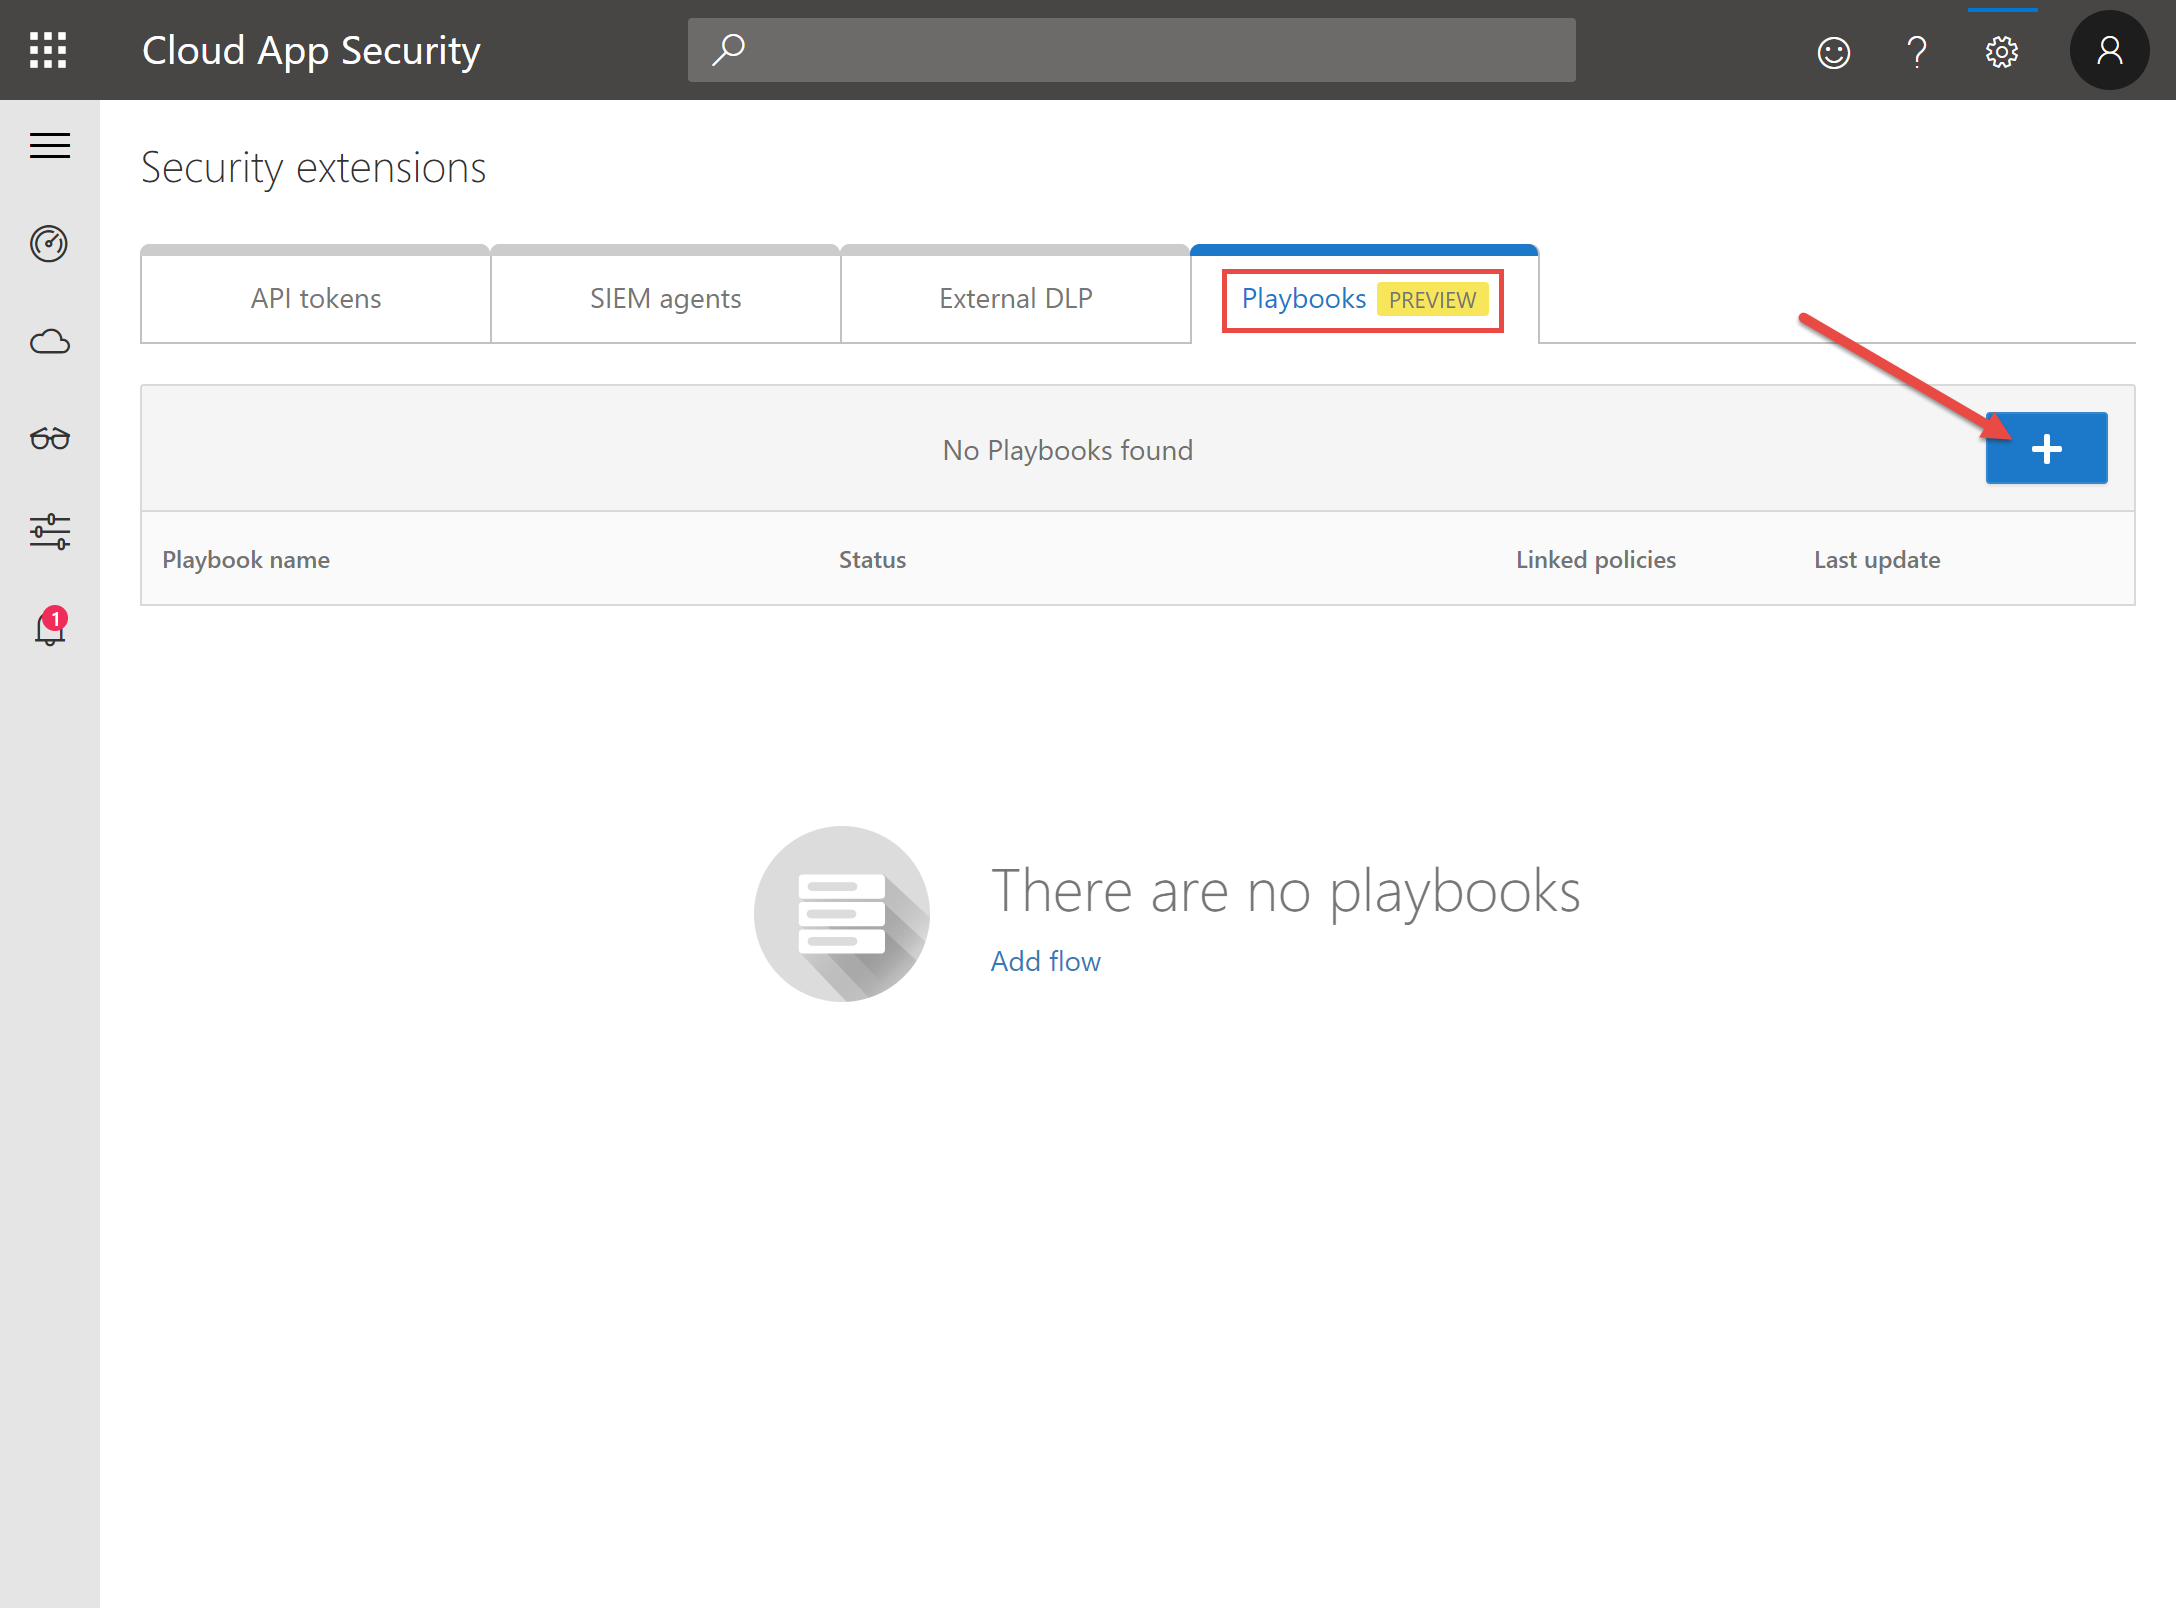 Cloud App Security
?
Security extensions
API tokens
SIEM agents
External DLP
Playbooks PREVIEW
No Playbooks found
+
Playbook name
Status
Linked policies
Last update
1
There are no playbooks
Add flow